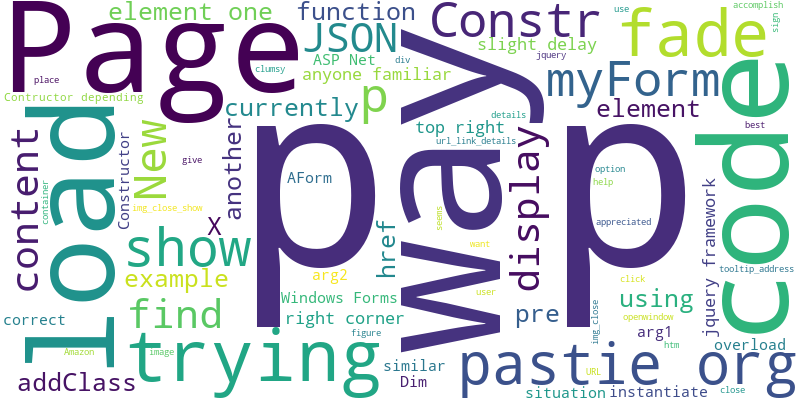 Page
element one
function
Constr
fade
accomplish
use
sign
JSON
slight delay
jquery
ASP Net
div
clumsy
anyone familiar
place
myForm
code
Contructor depending
p
way
currently
element
load
New
another
top right
url_link_details
details
display
best
content
Constructor
p p
option
help
give
AForm
jquery framework
container
img_close_show
X
seems
appreciated
show
href
want
tooltip_address
example
arg2
click
user
Windows Forms
using
find
right corner
pre
openwindow
img_close
correct
figure
arg1
htm
trying
overload
Amazon
image
similar
pastie org
URL
addClass
Dim
situation
instantiate
close